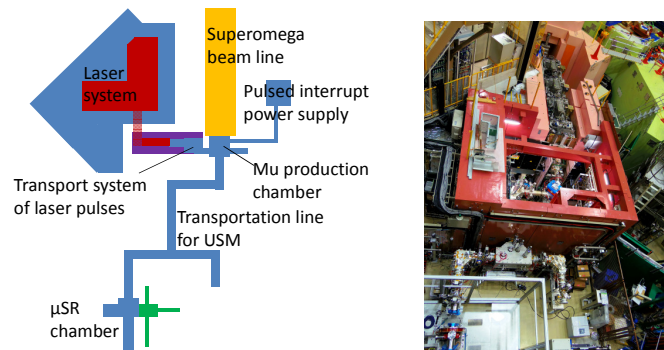 Superomega
beam line
Laser
system
Pulsed interrupt
power supply
Transport system
of laser pulses
Mu production
chamber
Transportation line
for USM
μSR
chamber